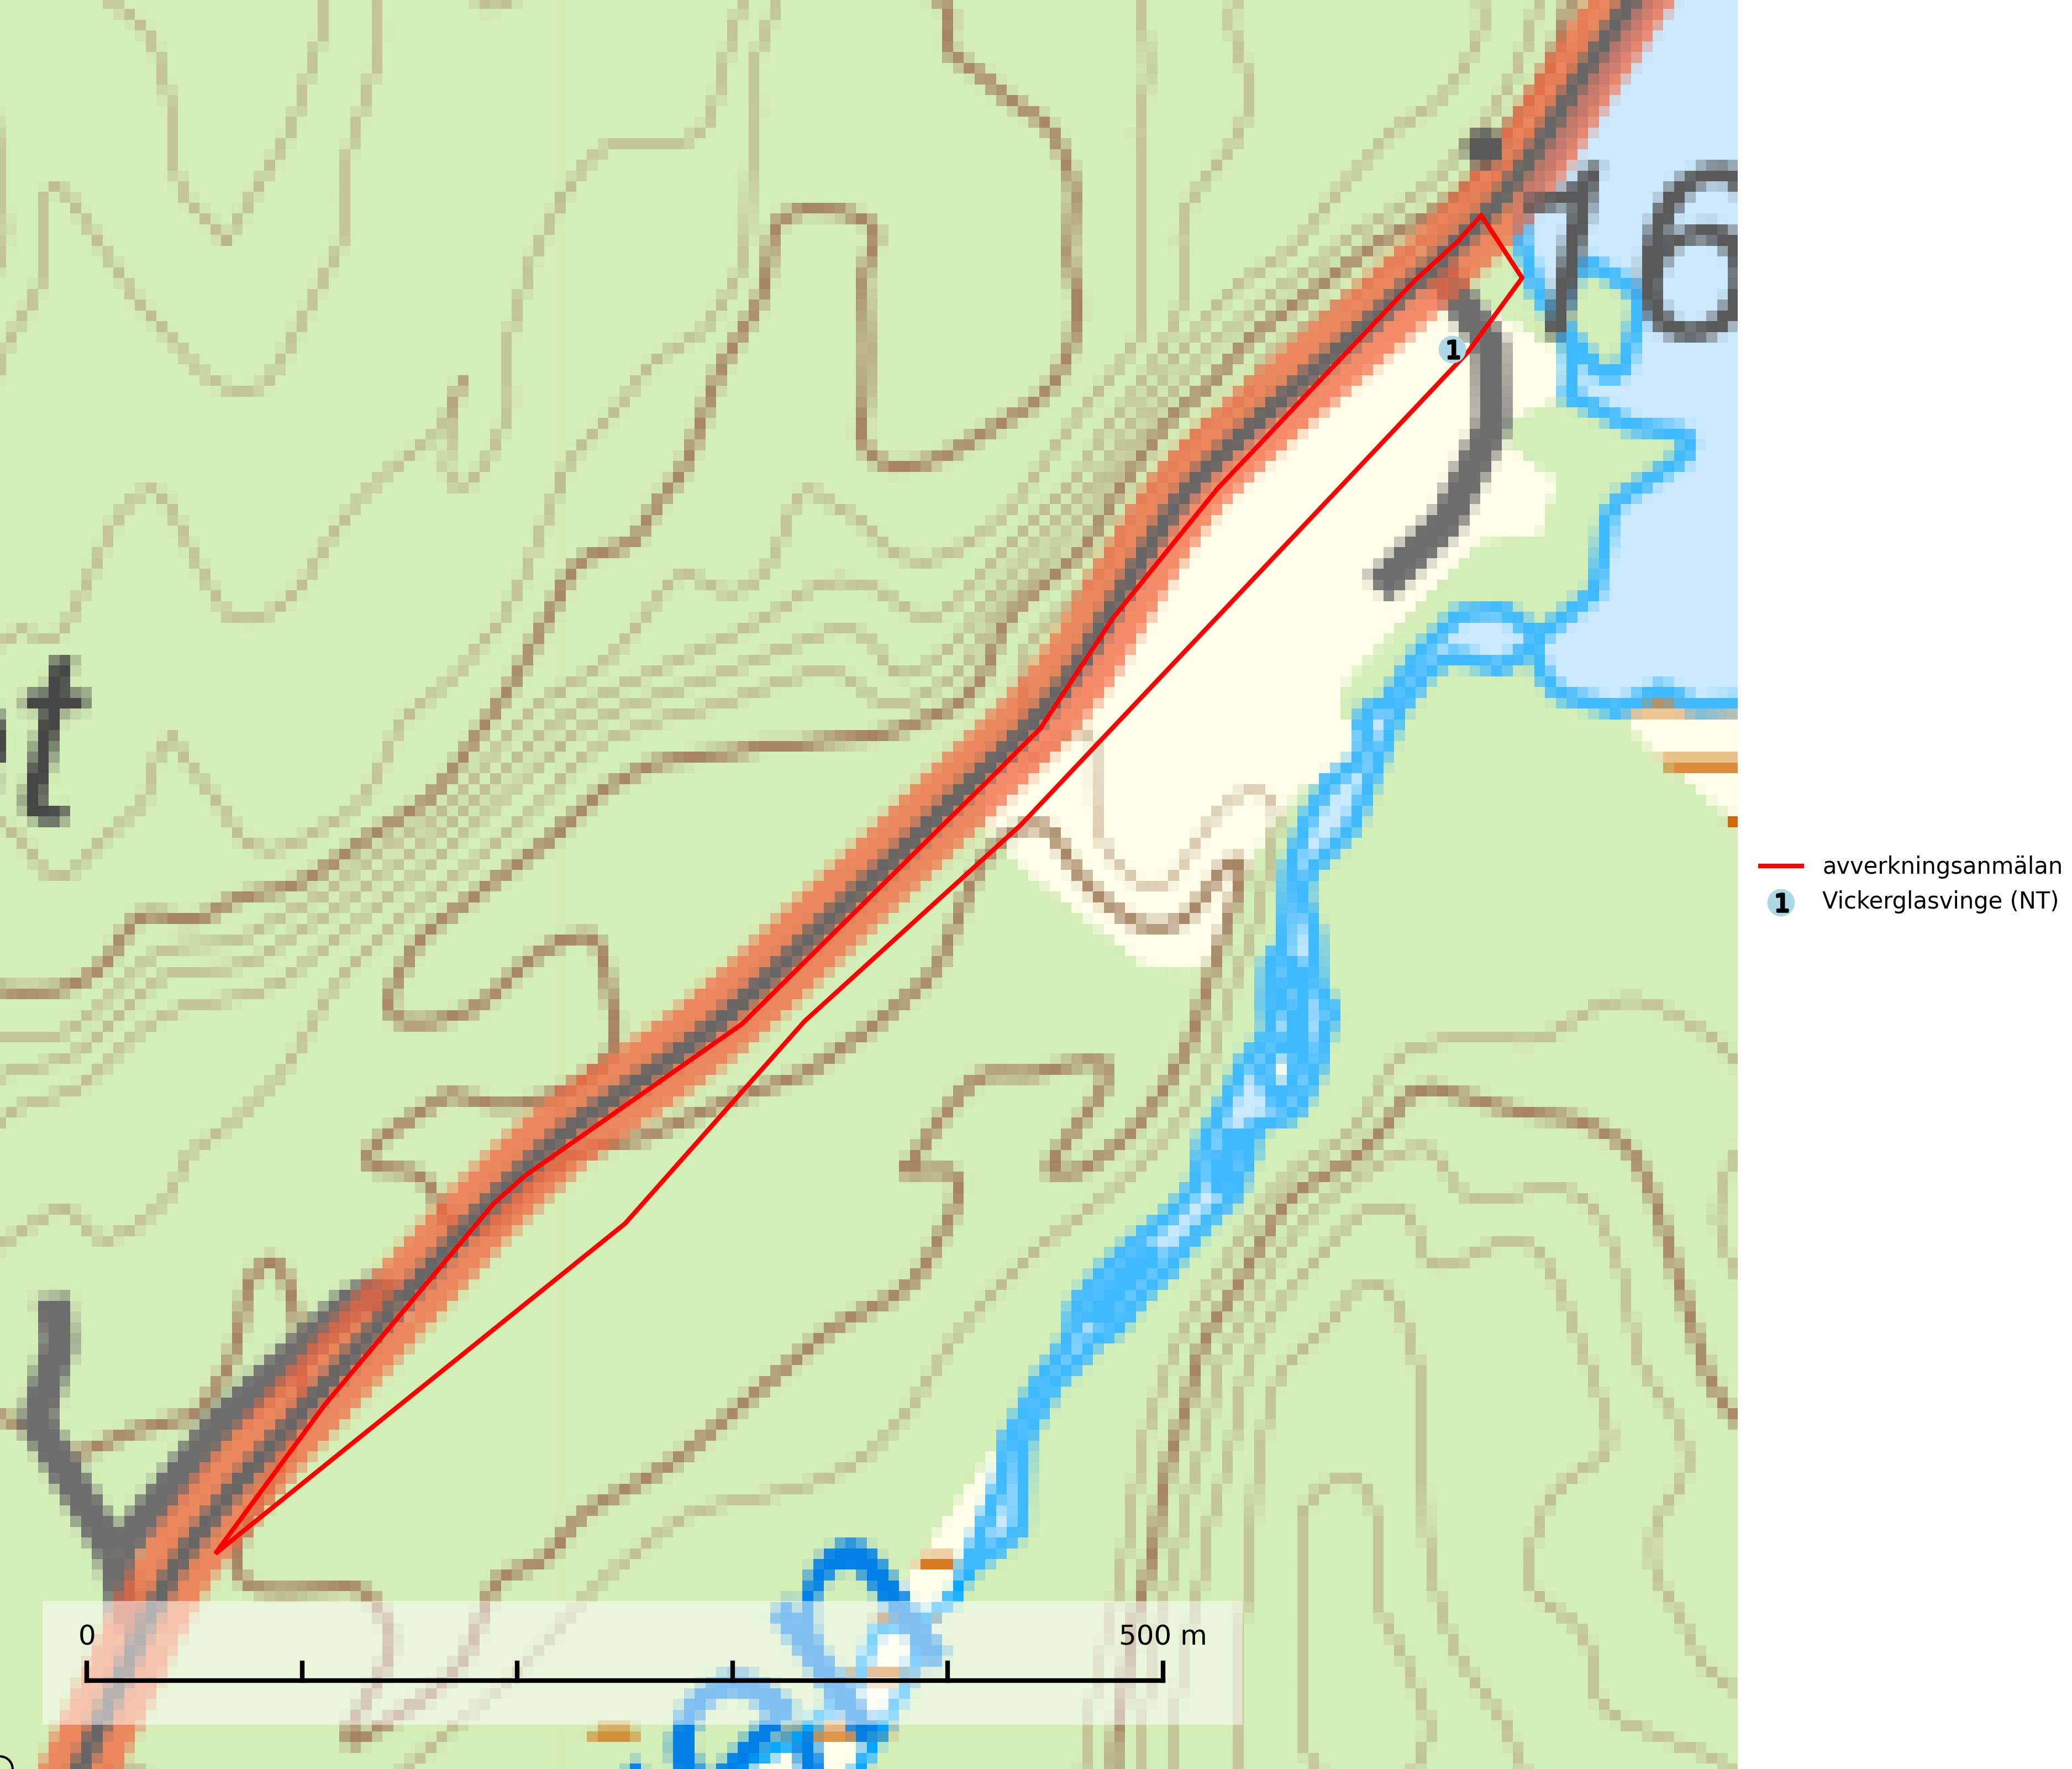 16
1
t
avverkningsanmälan
1 Vickerglasvinge (NT)
0 500 m